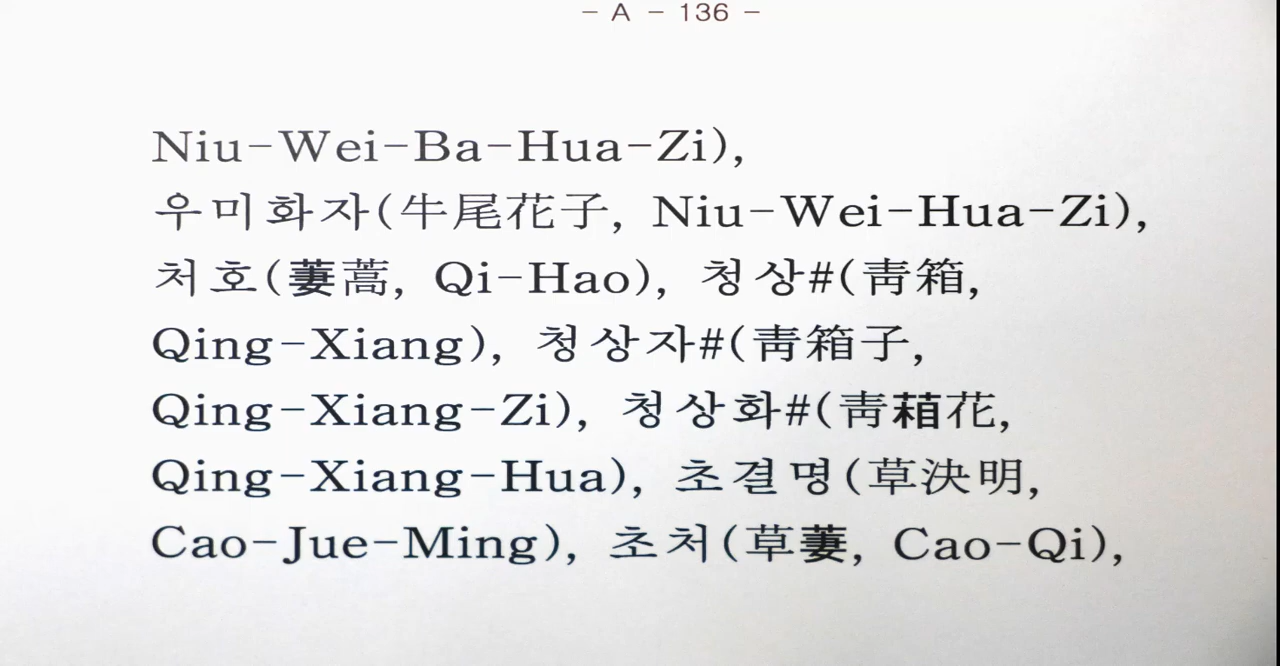 - A - 136 -
Niu-Wei-Ba-Hua-Zi),
우미화자(牛尾花子, Niu-Wei-Hua-Zi),
처호(萋蒿, Qi-Hao), 청상#(靑箱,
Qing-Xiang), 청상자#(靑箱子,
Qing-Xiang-Zi), 청상화#(靑葙花,
Qing-Xiang-Hua), 초결명(草決明,
Cao-Jue-Ming), 초처(草萋, Cao-Qi),